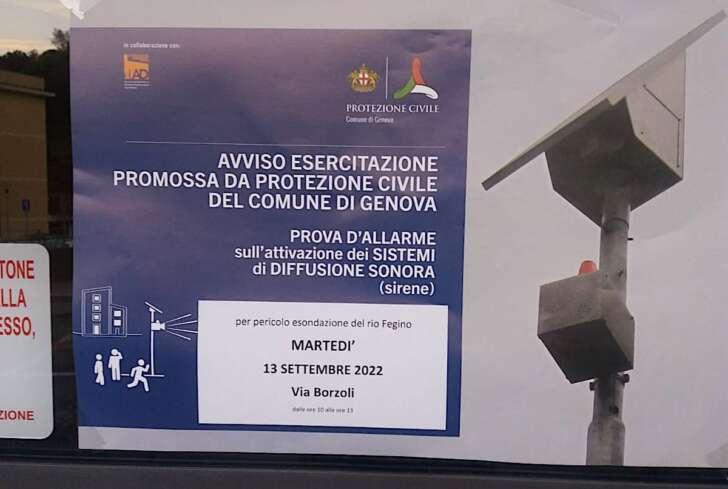 in collaborazione con:
PROTEZIONE CIVILE
Comune di Genova
AVVISO ESERCITAZIONE
PROMOSSA DA PROTEZIONE CIVILE
DEL COMUNE DI GENOVA
PROVA D'ALLARME
sull'attivazione dei SISTEMI
di DIFFUSIONE SONORA
(sirene)
per pericolo esondazione del rio Fegino
MARTEDI'
13 SETTEMBRE 2022
Via Borzoli
dalle ore 10 alle ore 13
TONE
ELLA
ESSO,
ZIONE